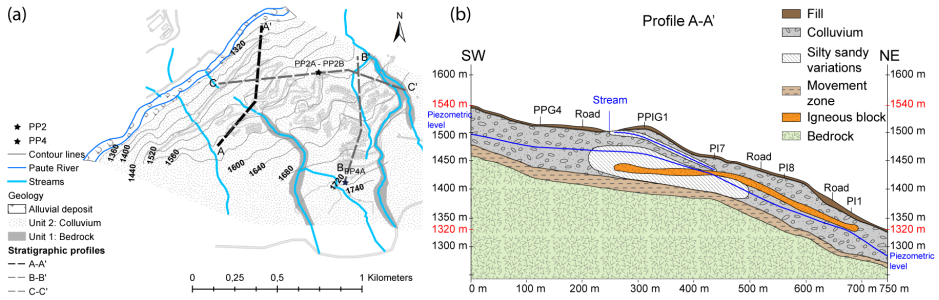 (a)
N
A'
1320
B'
PP2A - PP2B
C
C'
A
1360
1400
1440
1520
1560
1600
1640
1680
B
PP4A
1720
1740
PP2
PP4
Contour lines
Paute River
Streams
Geology
Alluvial deposit
Unit 2: Colluvium
Unit 1: Bedrock
Stratigraphic profiles
A-A'
B-B'
C-C'
0 0.25 0.5 1 Kilometers
(b)
Profile A-A'
Fill
Colluvium
Silty sandy
variations
Movement
zone
Igneous block
Bedrock
SW
NE
1600 m
1540 m
Piezometric
level
1500 m
1450 m
1400 m
1350 m
1320 m
1300 m
PPG4
Road
Stream
PPIG1
PI7
Road
PI8
Road
PI1
1600 m
1540 m
1500 m
1450 m
1400 m
1350 m
1320 m
1300 m
Piezometric
level
0 m 100 m 200 m 300 m 400 m 500 m 600 m 700 m 750 m